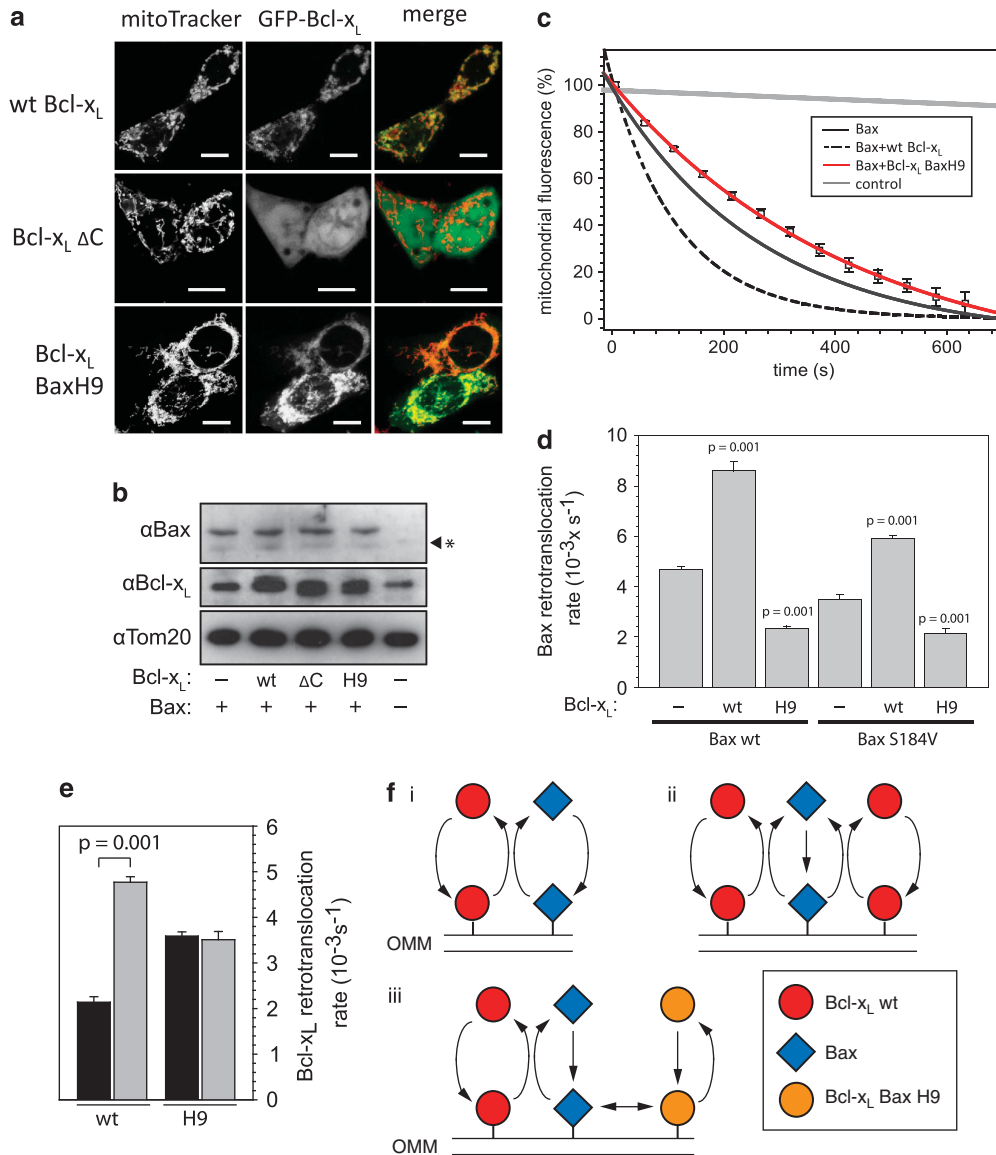 a
mitoTracker GFP-Bcl-xL merge
wt Bcl-xL
Bcl-xL ΔC
Bcl-xL
BaxH9
b
αBax
*
αBcl-xL
αTom20
Bcl-xL: – wt ΔC H9 –
Bax: + + + + –
c
mitochondrial fluorescence (%)
100
80
60
40
20
0
0 200 400 600
time (s)
Bax
Bax+wt Bcl-xL
Bax+Bcl-xL BaxH9
control
d
Bax retrotranslocation
rate (10-3x s-1)
10
8
6
4
2
0
p = 0.001
p = 0.001
p = 0.001
p = 0.001
Bcl-xL: – wt H9 – wt H9
Bax wt Bax S184V
e
p = 0.001
6
5
4
3
2
1
0
Bcl-xL retrotranslocation
rate (10-3s-1)
wt H9
f i ii
OMM
iii
OMM
Bcl-xL wt
Bax
Bcl-xL Bax H9